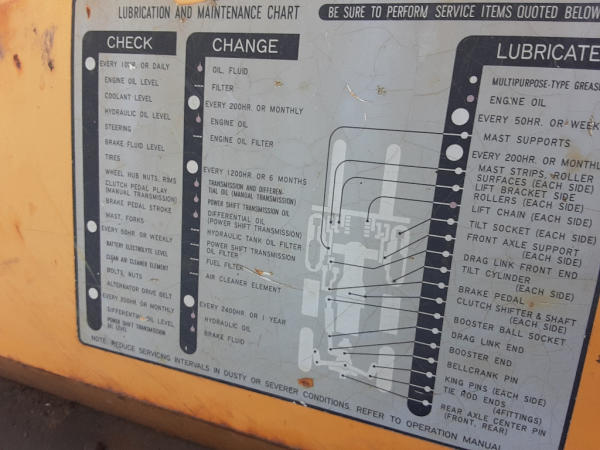 LUBRICATION AND MAINTENANCE CHART
BE SURE TO PERFORM SERVICE ITEMS QUOTED BELOW
CHECK
EVERY 10HR. OR DAILY
ENGINE OIL LEVEL
COOLANT LEVEL
HYDRAULIC OIL LEVEL
STEERING
BRAKE FLUID LEVEL
TIRES
WHEEL HUB NUTS, RIMS
CLUTCH PEDAL PLAY
(MANUAL TRANSMISSION)
BRAKE PEDAL STROKE
MAST, FORKS
EVERY 50HR. OR WEEKLY
BATTERY ELECTROLYTE LEVEL
CLEAN AIR CLEANER ELEMENT
BOLTS, NUTS
ALTERNATOR DRIVE BELT
EVERY 200HR. OR MONTHLY
DIFFERENTIAL OIL LEVEL
POWER SHIFT TRANSMISSION
OIL LEVEL
CHANGE
OIL, FLUID
FILTER
EVERY 200HR. OR MONTHLY
ENGINE OIL
ENGINE OIL FILTER
EVERY 1200HR. OR 6 MONTHS
TRANSMISSION AND DIFFEREN-
TIAL OIL (MANUAL TRANSMISSION)
POWER SHIFT TRANSMISSION OIL
DIFFERENTIAL OIL
(POWER SHIFT TRANSMISSION)
HYDRAULIC TANK OIL FILTER
POWER SHIFT TRANSMISSION
OIL FILTER
FUEL FILTER
AIR CLEANER ELEMENT
EVERY 2400HR. OR 1 YEAR
HYDRAULIC OIL
BRAKE FLUID
LUBRICATE
MULTIPURPOSE-TYPE GREAS
ENGINE OIL
EVERY 50HR. OR WEEK
MAST SUPPORTS
EVERY 200HR. OR MONTHL
MAST STRIPS, ROLLER
SURFACES (EACH SIDE)
LIFT BRACKET SIDE
ROLLERS (EACH SIDE)
LIFT CHAIN (EACH SIDE)
TILT SOCKET (EACH SIDE)
FRONT AXLE SUPPORT
(EACH SIDE)
DRAG LINK FRONT END
TILT CYLINDER
(EACH SIDE)
BRAKE PEDAL
CLUTCH SHIFTER & SHAFT
(EACH SIDE)
BOOSTER BALL SOCKET
DRAG LINK END
BOOSTER END
BELLCRANK PIN
KING PINS (EACH SIDE)
TIE ROD ENDS
(4FITTINGS)
REAR AXLE CENTER PIN
(FRONT, REAR)
NOTE: REDUCE SERVICING INTERVALS IN DUSTY OR SEVERER CONDITIONS. REFER TO OPERATION MANUAL